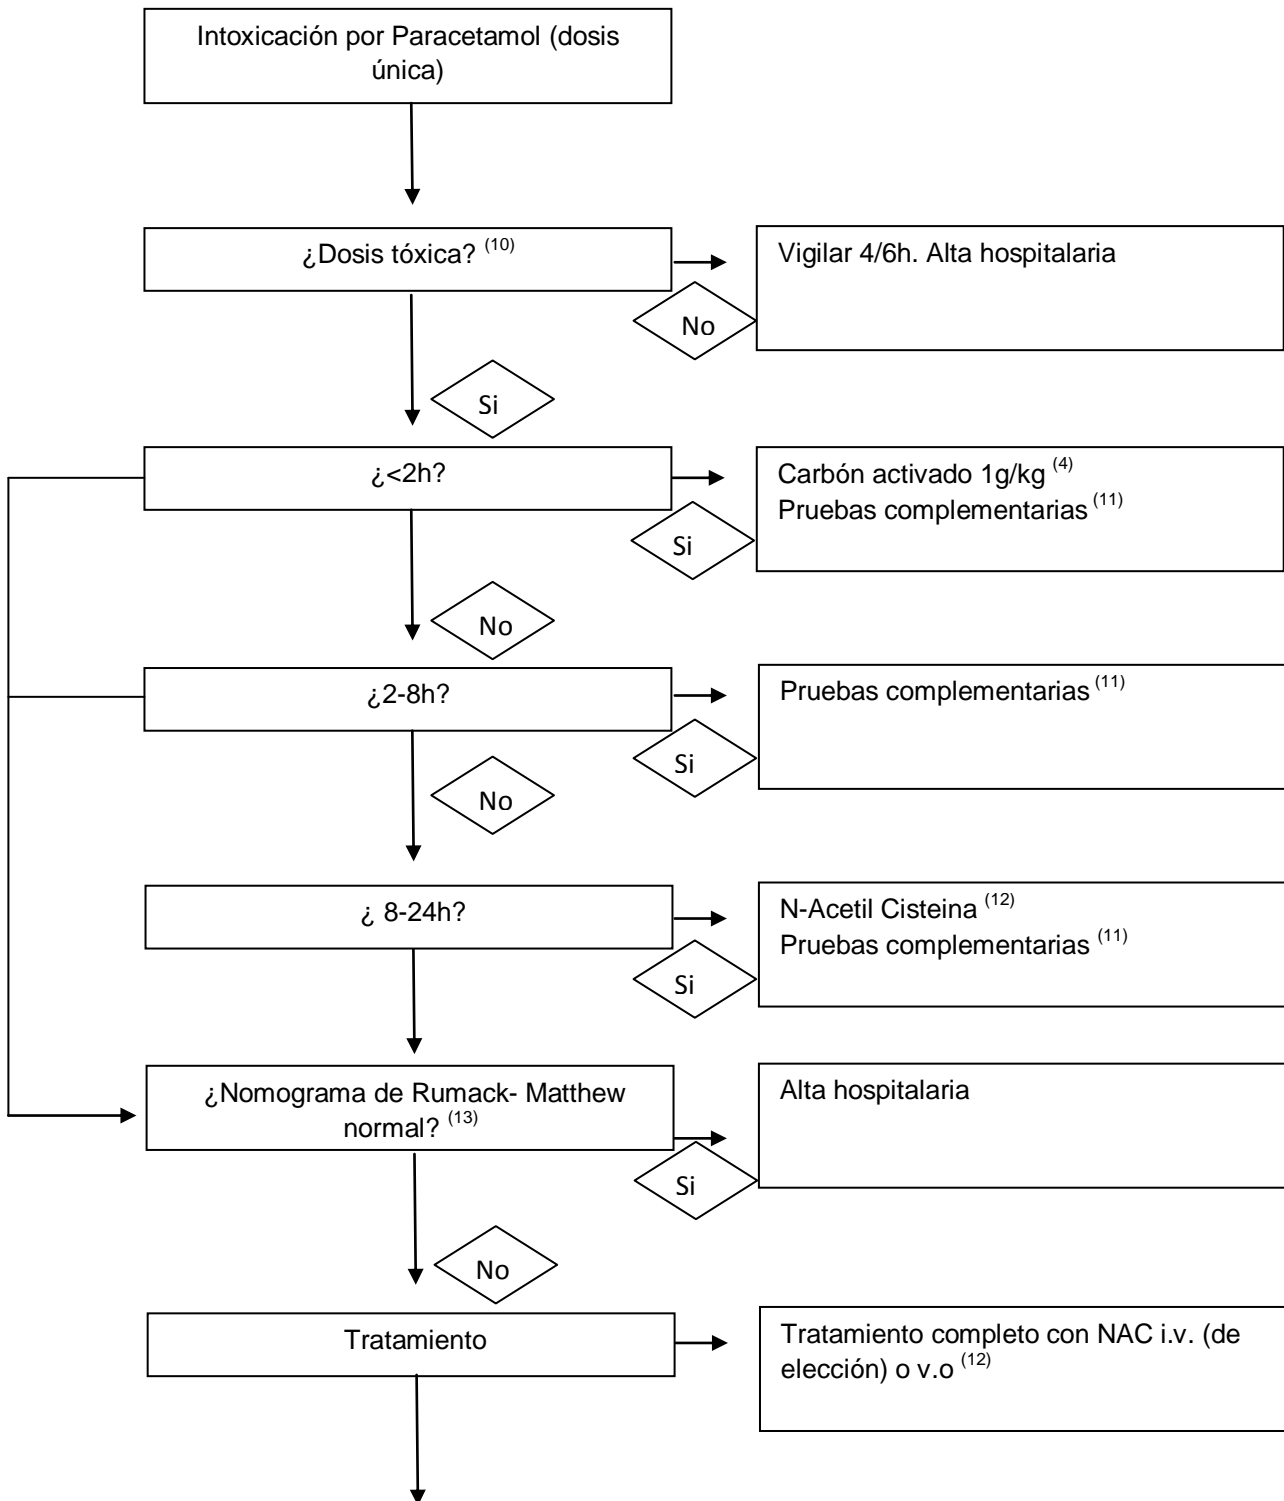 Intoxicación por Paracetamol (dosis
única)
¿Dosis tóxica? (10)
Vigilar 4/6h. Alta hospitalaria
No
Si
¿<2h?
Carbón activado 1g/kg (4)
Pruebas complementarias (11)
Si
No
¿2-8h?
Pruebas complementarias (11)
Si
No
¿ 8-24h?
N-Acetil Cisteina (12)
Pruebas complementarias (11)
Si
¿Nomograma de Rumack- Matthew
normal? (13)
Alta hospitalaria
Si
No
Tratamiento
Tratamiento completo con NAC i.v. (de
elección) o v.o (12)